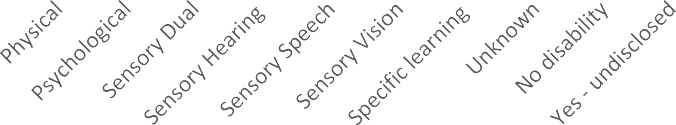 Physical
Psychological
Sensory Dual
Sensory Hearing
Sensory Speech
Sensory Vision
Specific learning
Unknown
No disability
Yes - undisclosed